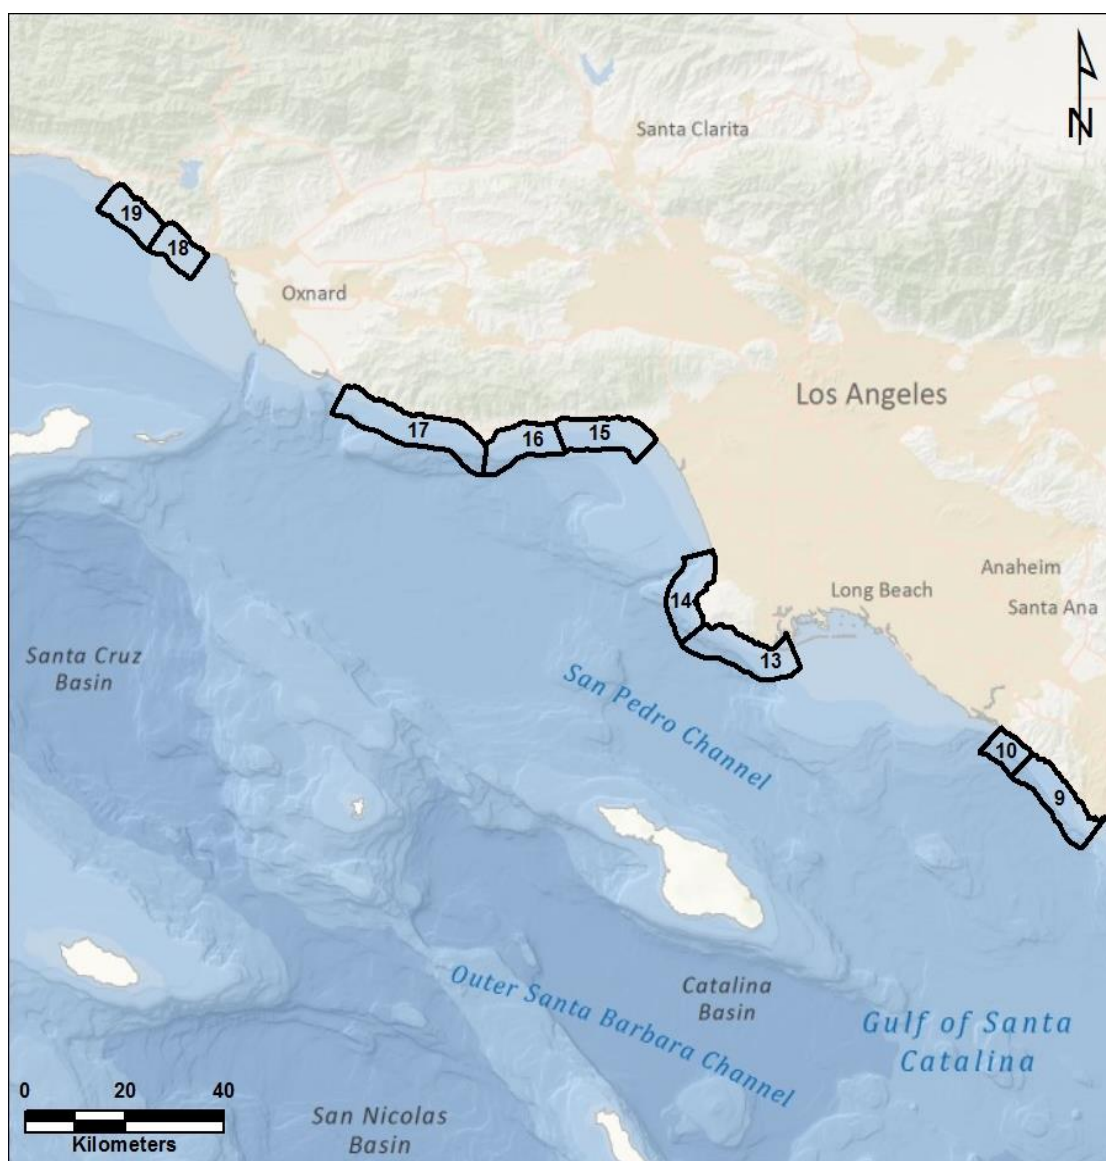 Santa Clarita
N
19
18
Oxnard
Los Angeles
17
16
15
Anaheim
Long Beach
14
Santa Ana
Santa Cruz
Basin
13
San Pedro Channel
10
9
Outer Santa Barbara Channel
Catalina
Basin
Gulf of Santa
Catalina
0 20 40
Kilometers
San Nicolas
Basin